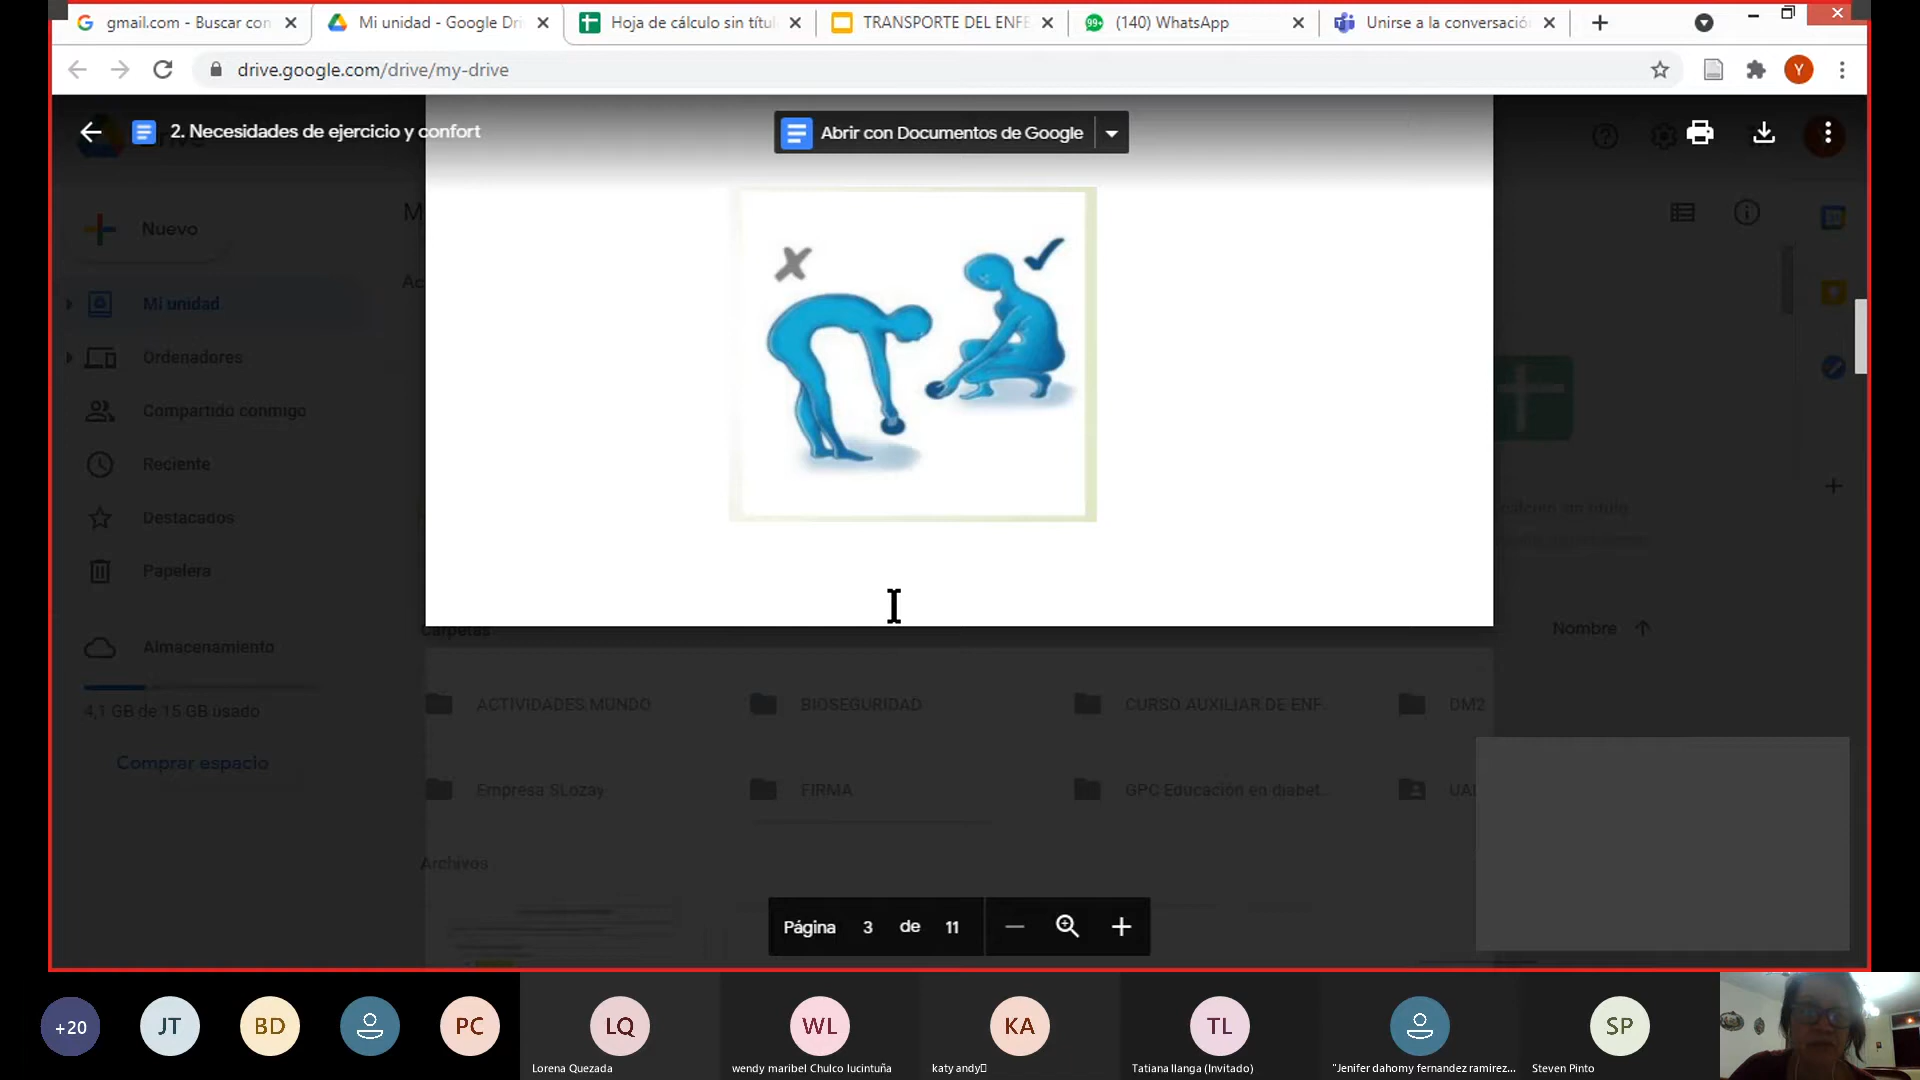 gmail.com - Buscar con
Mi unidad - Google Dri
Hoja de cálculo sin títul
TRANSPORTE DEL ENFE
99+
(140) WhatsApp
Unirse a la conversació
drive.google.com/drive/my-drive
Y
2. Necesidades de ejercicio y confort
Abrir con Documentos de Google
Nuevo
Mi unidad
Ordenadores
Compartido conmigo
Reciente
Destacados
Papelera
Almacenamiento
4,1 GB de 15 GB usado
Comprar espacio
Carpetas
Nombre
ACTIVIDADES MUNDO
BIOSEGURIDAD
CURSO AUXILIAR DE ENF
DM2
Empresa SLozay
FIRMA
GPC Educación en diabet...
Archivos
Página 3 de 11
+20
JT
BD
PC
LQ
WL
KA
TL
SP
Lorena Quezada
wendy maribel Chulco lucintuña
katy andy
Tatiana llanga (Invitado)
"Jenifer dahomy fernandez ramirez...
Steven Pinto